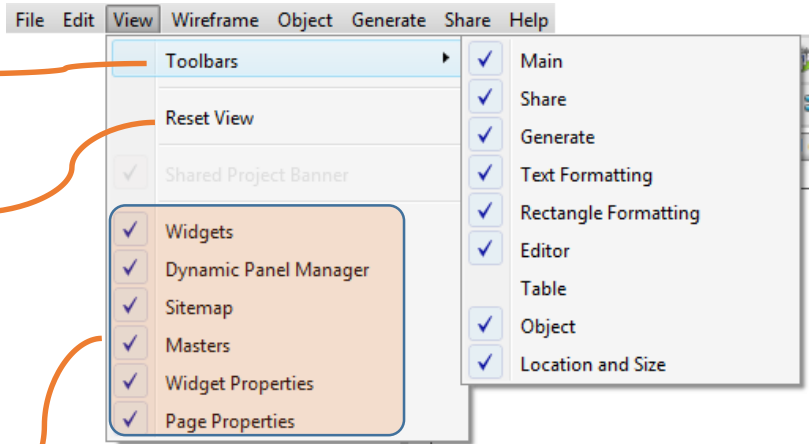 File Edit View Wireframe Object Generate Share Help
Toolbars
Reset View
Shared Project Banner
Widgets
Dynamic Panel Manager
Sitemap
Masters
Widget Properties
Page Properties
Main
Share
Generate
Text Formatting
Rectangle Formatting
Editor
Table
Object
Location and Size